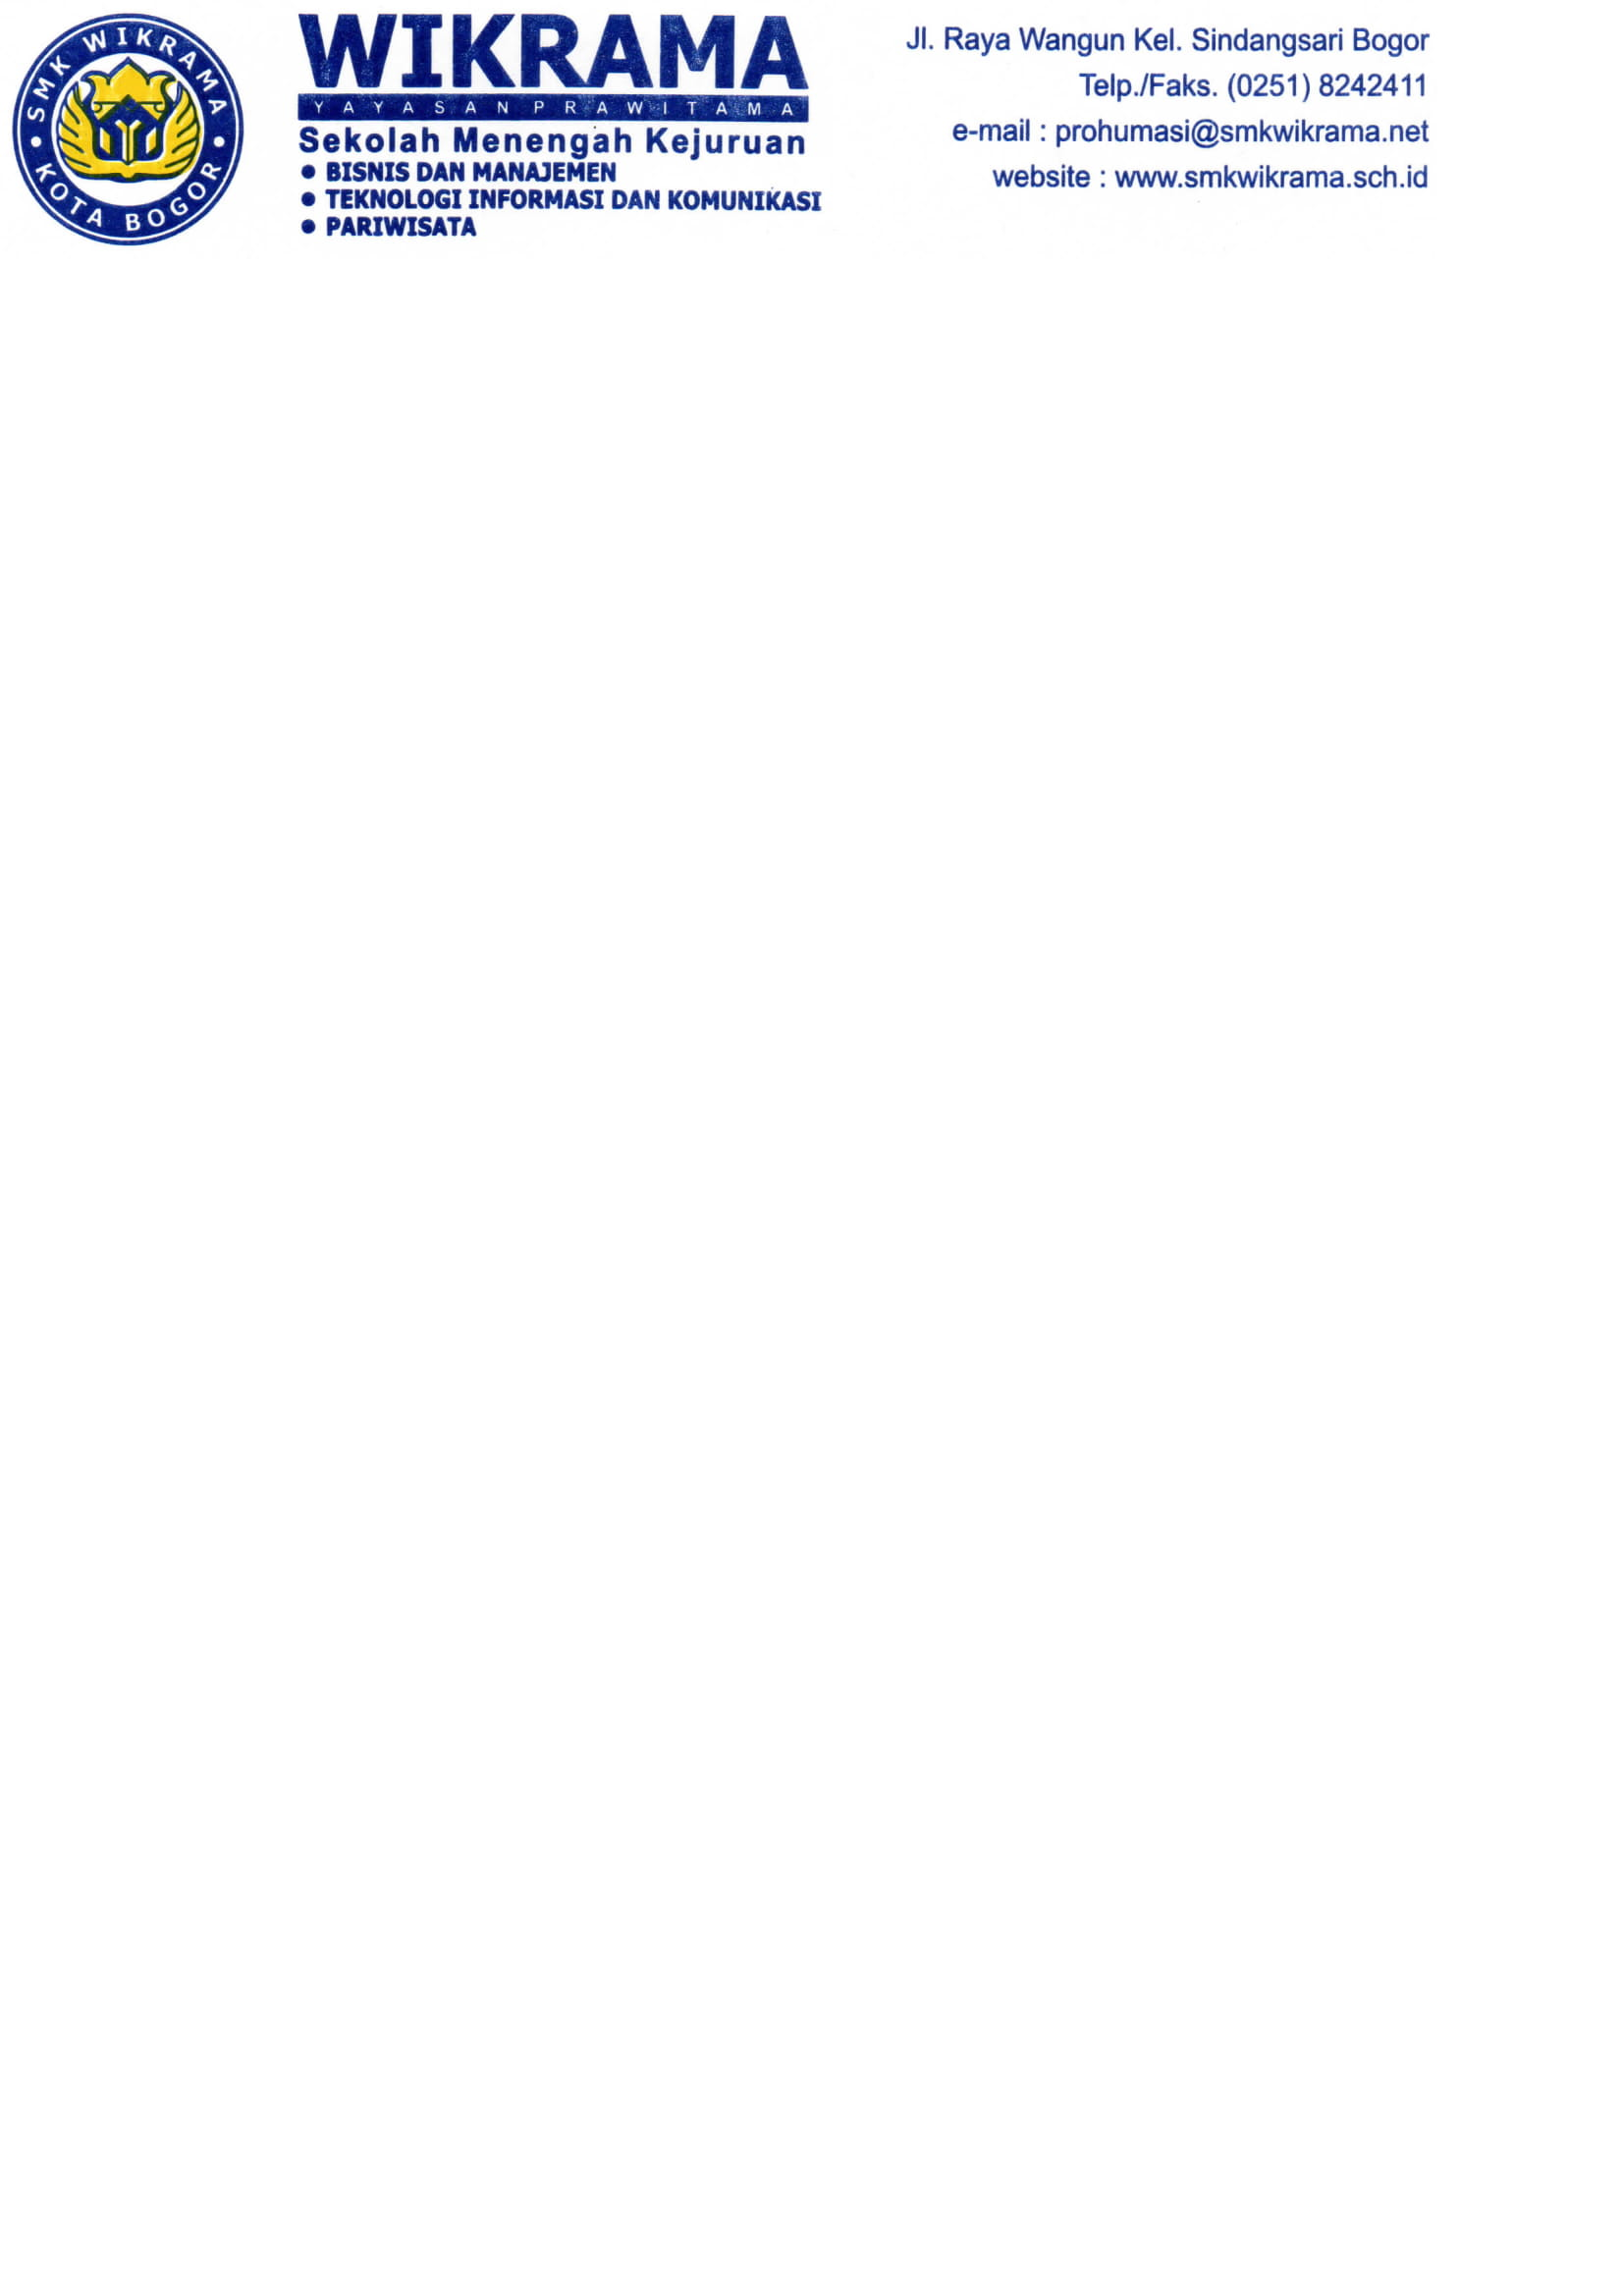 SMK WIKRAMA
KOTA BOGOR
WIKRAMA
YAYASAN PRAWITAMA
Sekolah Menengah Kejuruan
● BISNIS DAN MANAJEMEN
● TEKNOLOGI INFORMASI DAN KOMUNIKASI
● PARIWISATA
Jl. Raya Wangun Kel. Sindangsari Bogor
Telp./Faks. (0251) 8242411
e-mail : prohumasi@smkwikrama.net
website : www.smkwikrama.sch.id